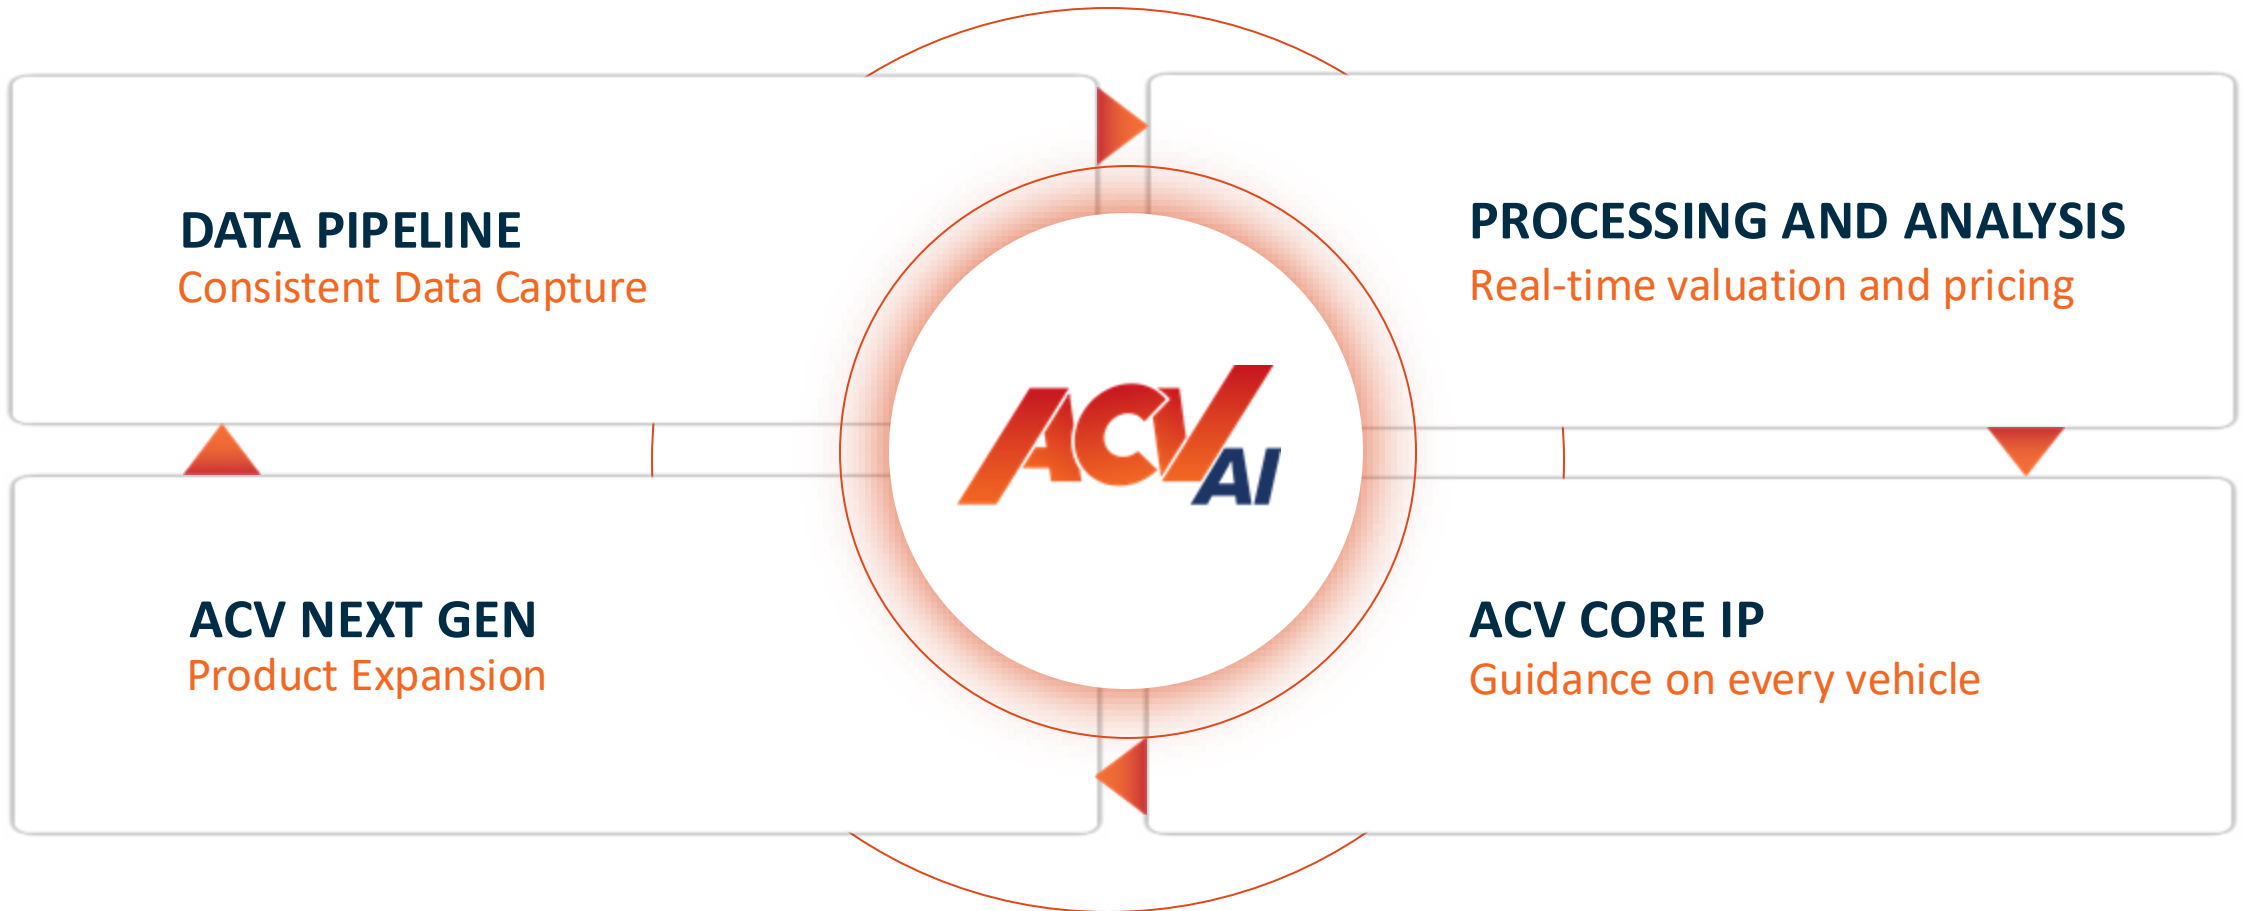 DATA PIPELINE
Consistent Data Capture
PROCESSING AND ANALYSIS
Real-time valuation and pricing
ACV AI
ACV NEXT GEN
Product Expansion
ACV CORE IP
Guidance on every vehicle